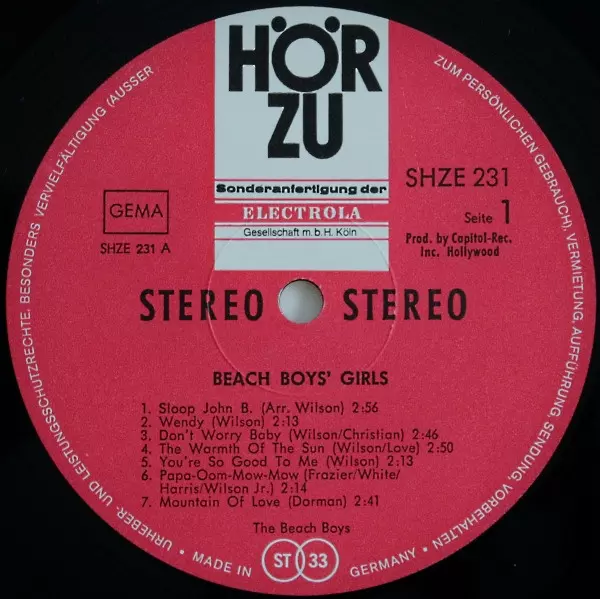 HÖR
ZU
Sonderanfertigung der
ELECTROLA
Gesellschaft m.b.H. Köln
GEMA
SHZE 231 A
SHZE 231
Seite 1
Prod. by Capitol-Rec.
Inc. Hollywood
STEREO STEREO
BEACH BOYS' GIRLS
1. Sloop John B. (Arr. Wilson) 2:56
2. Wendy (Wilson) 2:13
3. Don't Worry Baby (Wilson/Christian) 2:46
4. The Warmth Of The Sun (Wilson/Love) 2:50
5. You're So Good To Me (Wilson) 2:13
6. Papa-Oom-Mow-Mow (Frazier/White/
Harris/Wilson Jr.) 2:14
7. Mountain Of Love (Dorman) 2:41
The Beach Boys
URHEBER- UND LEISTUNGSSCHUTZRECHTE, BESONDERS VERVIELFÄLTIGUNG (AUSSER
ZUM PERSÖNLICHEN GEBRAUCH), VERMIETUNG, AUFFÜHRUNG, SENDUNG, VORBEHALTEN
• MADE IN ST 33 GERMANY •